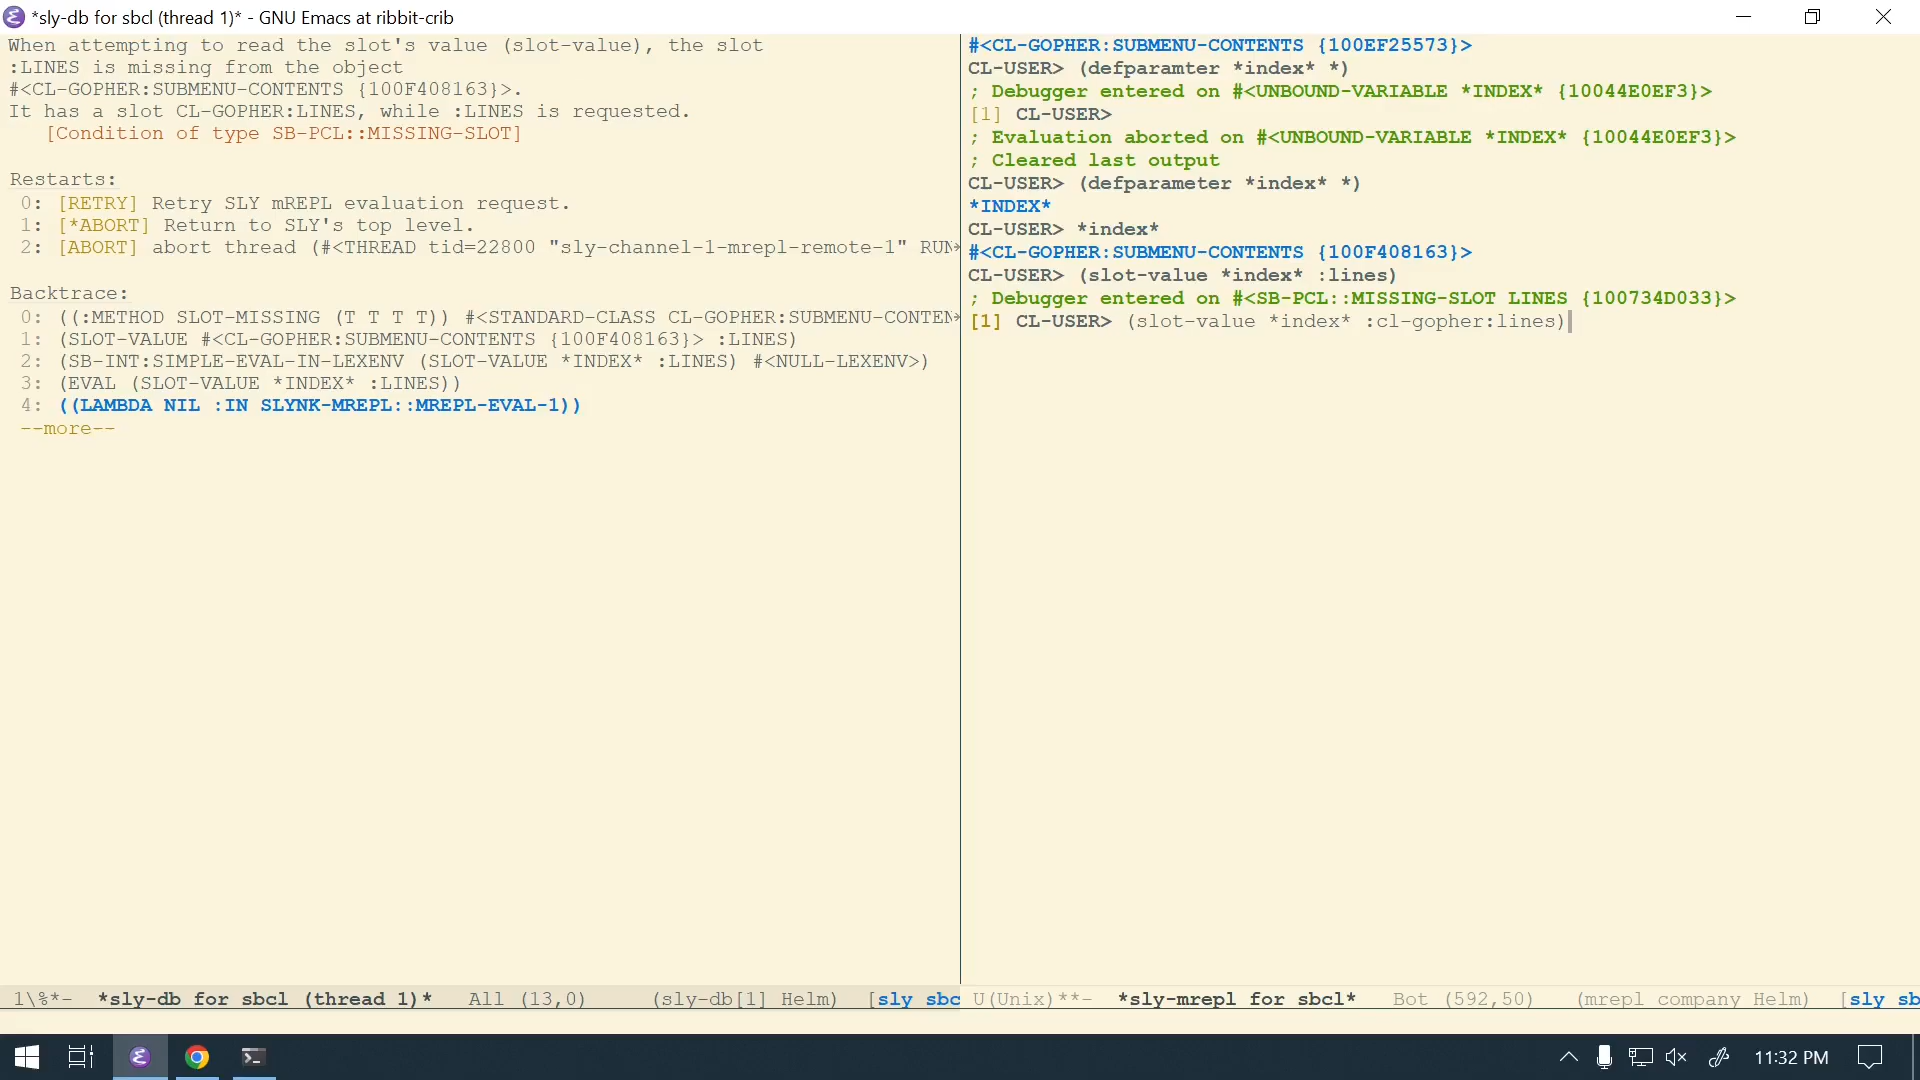 *sly-db for sbcl (thread 1)* - GNU Emacs at ribbit-crib
When attempting to read the slot's value (slot-value), the slot
:LINES is missing from the object
#<CL-GOPHER:SUBMENU-CONTENTS {100F408163}>.
It has a slot CL-GOPHER:LINES, while :LINES is requested.
[Condition of type SB-PCL::MISSING-SLOT]
Restarts:
0: [RETRY] Retry SLY mREPL evaluation request.
1: [*ABORT] Return to SLY's top level.
2: [ABORT] abort thread (#<THREAD tid=22800 "sly-channel-1-mrepl-remote-1" RUN
Backtrace:
0: ((:METHOD SLOT-MISSING (T T T T)) #<STANDARD-CLASS CL-GOPHER:SUBMENU-CONTEN
1: (SLOT-VALUE #<CL-GOPHER:SUBMENU-CONTENTS {100F408163}> :LINES)
2: (SB-INT:SIMPLE-EVAL-IN-LEXENV (SLOT-VALUE *INDEX* :LINES) #<NULL-LEXENV>)
3: (EVAL (SLOT-VALUE *INDEX* :LINES))
4: ((LAMBDA NIL :IN SLYNK-MREPL::MREPL-EVAL-1))
--more--
1\%*-  *sly-db for sbcl (thread 1)*   All (13,0)      (sly-db[1] Helm)  [sly sbc
#<CL-GOPHER:SUBMENU-CONTENTS {100EF25573}>
CL-USER> (defparamter *index* *)
; Debugger entered on #<UNBOUND-VARIABLE *INDEX* {10044E0EF3}>
[1] CL-USER>
; Evaluation aborted on #<UNBOUND-VARIABLE *INDEX* {10044E0EF3}>
; Cleared last output
CL-USER> (defparameter *index* *)
*INDEX*
CL-USER> *index*
#<CL-GOPHER:SUBMENU-CONTENTS {100F408163}>
CL-USER> (slot-value *index* :lines)
; Debugger entered on #<SB-PCL::MISSING-SLOT LINES {100734D033}>
[1] CL-USER> (slot-value *index* :cl-gopher:lines)
U(Unix)**-  *sly-mrepl for sbcl*   Bot (592,50)   (mrepl company Helm)  [sly sb
11:32 PM